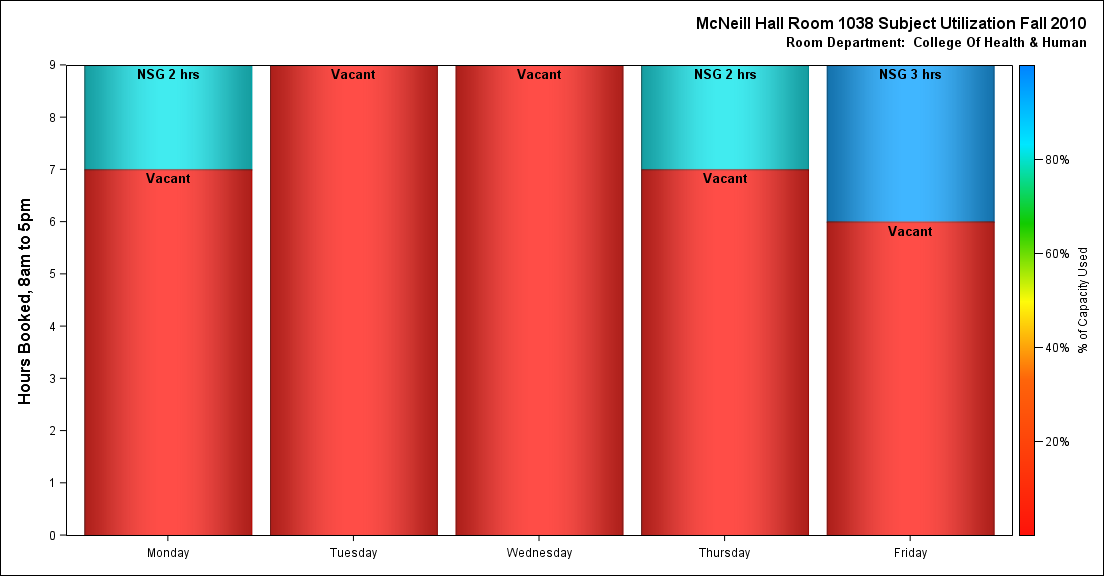 McNeill Hall Room 1038 Subject Utilization Fall 2010
Room Department:  College Of Health & Human
Hours Booked, 8am to 5pm
9
8
7
6
5
4
3
2
1
0
NSG 2 hrs
Vacant
Vacant
Vacant
NSG 2 hrs
Vacant
NSG 3 hrs
Vacant
Monday
Tuesday
Wednesday
Thursday
Friday
80%
60%
40%
20%
% of Capacity Used